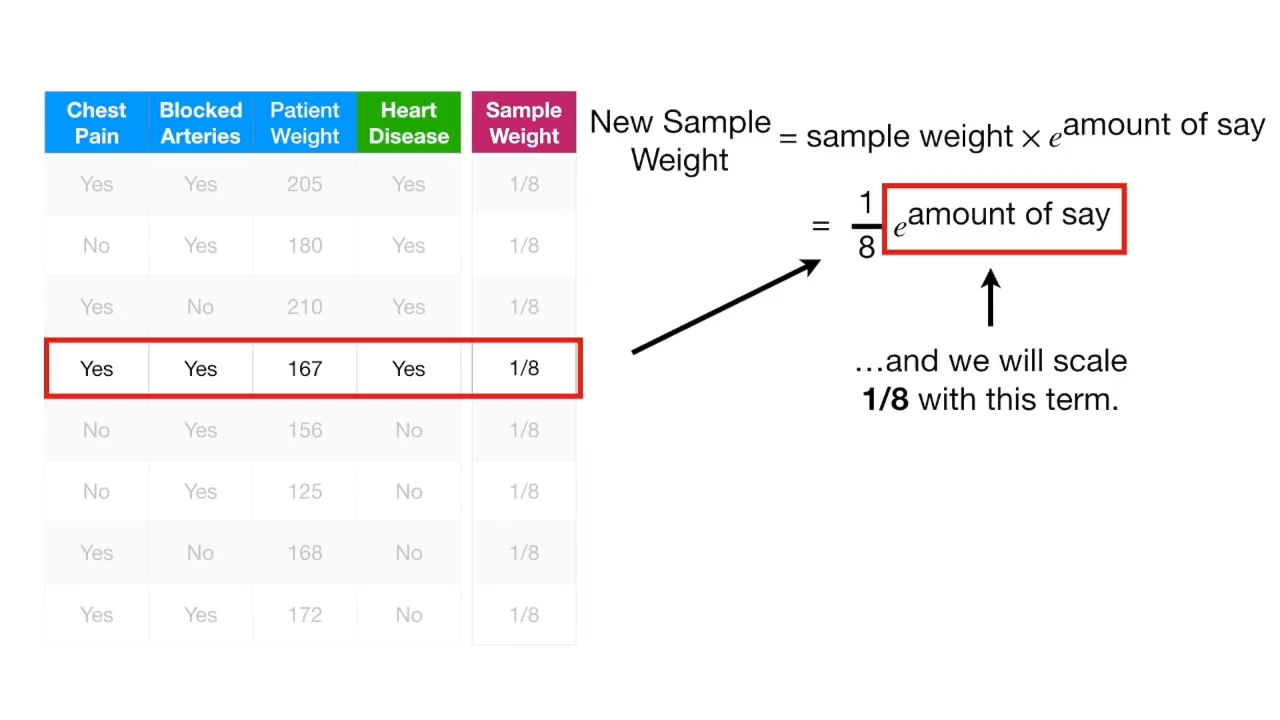 Chest Pain Blocked Arteries Patient Weight Heart Disease Sample Weight
Yes Yes 205 Yes 1/8
No Yes 180 Yes 1/8
Yes No 210 Yes 1/8
Yes Yes 167 Yes 1/8
No Yes 156 No 1/8
No Yes 125 No 1/8
Yes No 168 No 1/8
Yes Yes 172 No 1/8
New Sample Weight = sample weight × e^amount of say
= 1/8 e^amount of say
…and we will scale
1/8 with this term.